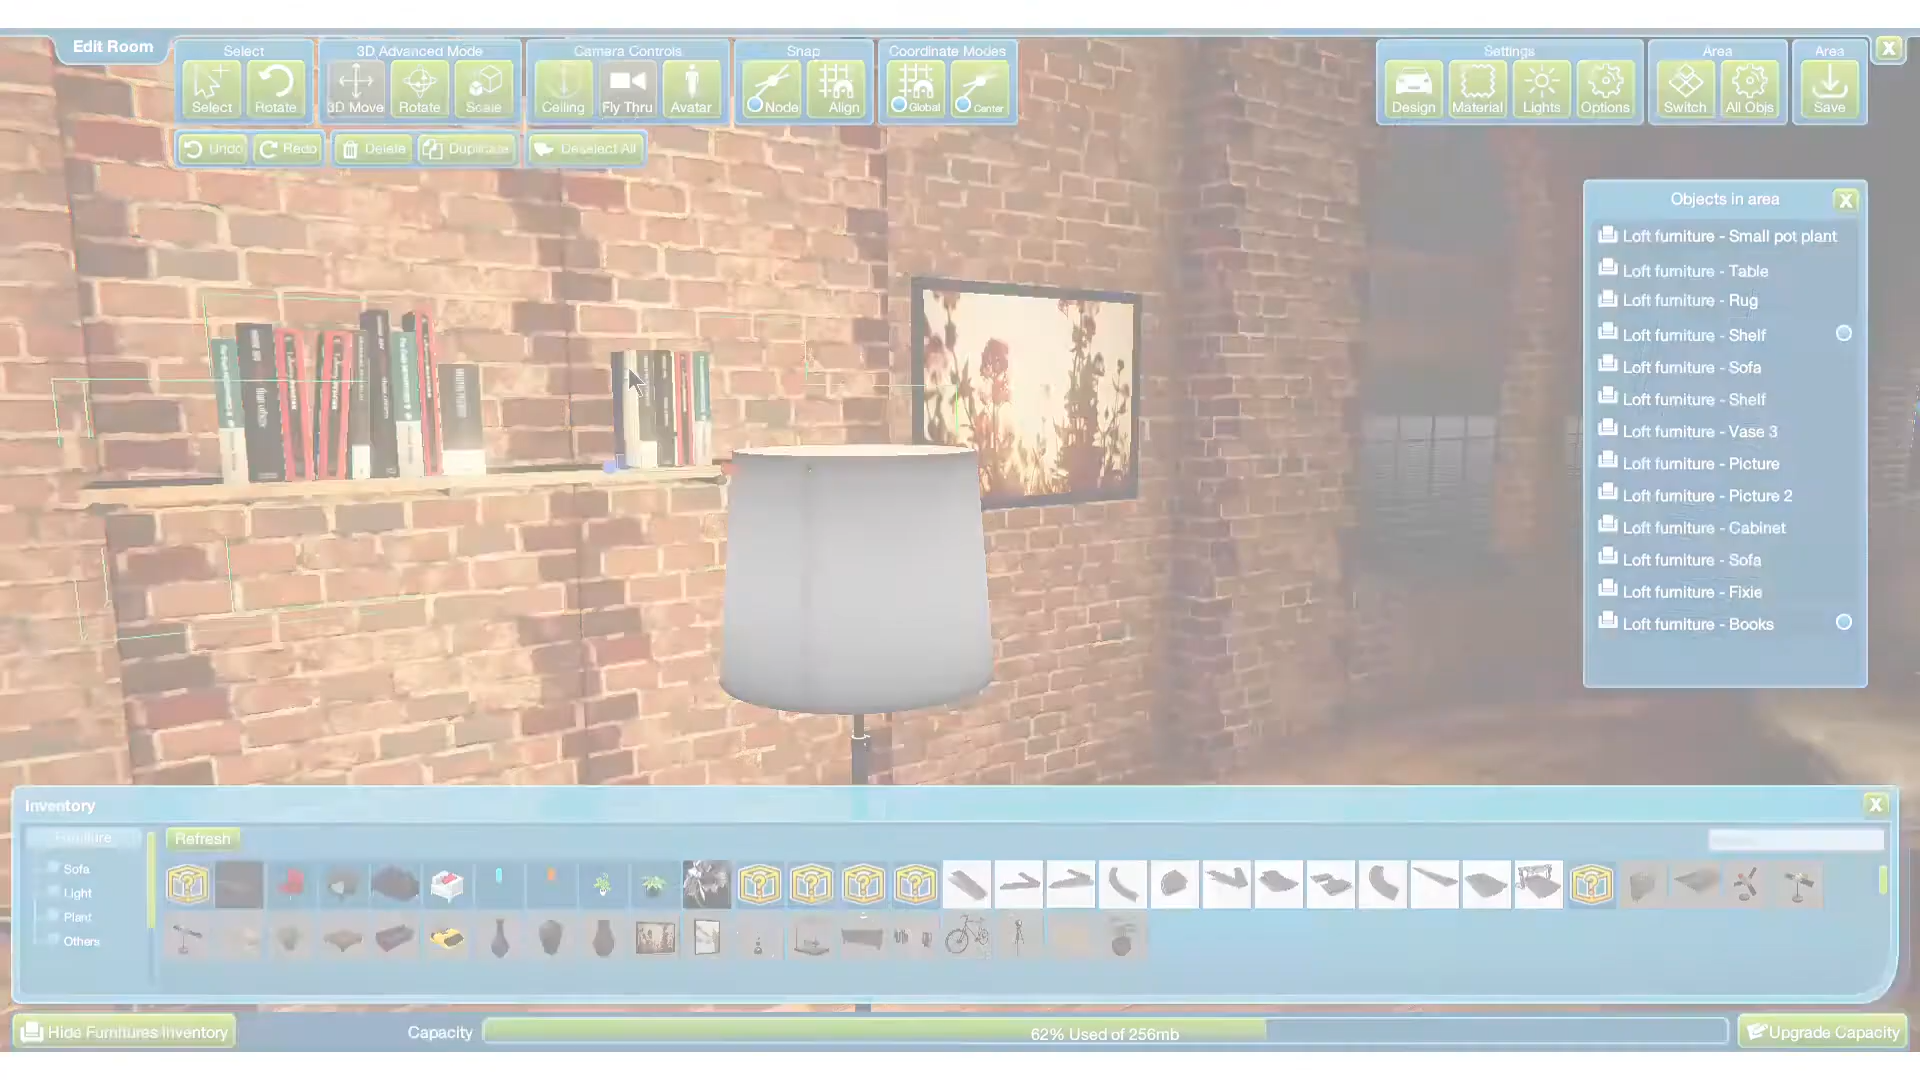 Edit Room
Select
3D Advanced Mode
Camera Controls
Snap
Coordinate Modes
Settings
Area
Area
X
Select
Rotate
3D Move
Rotate
Scale
Ceiling
Fly Thru
Avatar
Node
Align
Global
Center
Design
Material
Lights
Options
Switch
All Objs
Save
Undo
Redo
Delete
Duplicate
Deselect All
Objects in area
X
Loft furniture - Small pot plant
Loft furniture - Table
Loft furniture - Rug
Loft furniture - Shelf
Loft furniture - Sofa
Loft furniture - Shelf
Loft furniture - Vase 3
Loft furniture - Picture
Loft furniture - Picture 2
Loft furniture - Cabinet
Loft furniture - Sofa
Loft furniture - Fixie
Loft furniture - Books
Inventory
X
Furniture
Refresh
Sofa
Light
Plant
Others
Hide Furnitures Inventory
Capacity
62% Used of 256mb
Upgrade Capacity